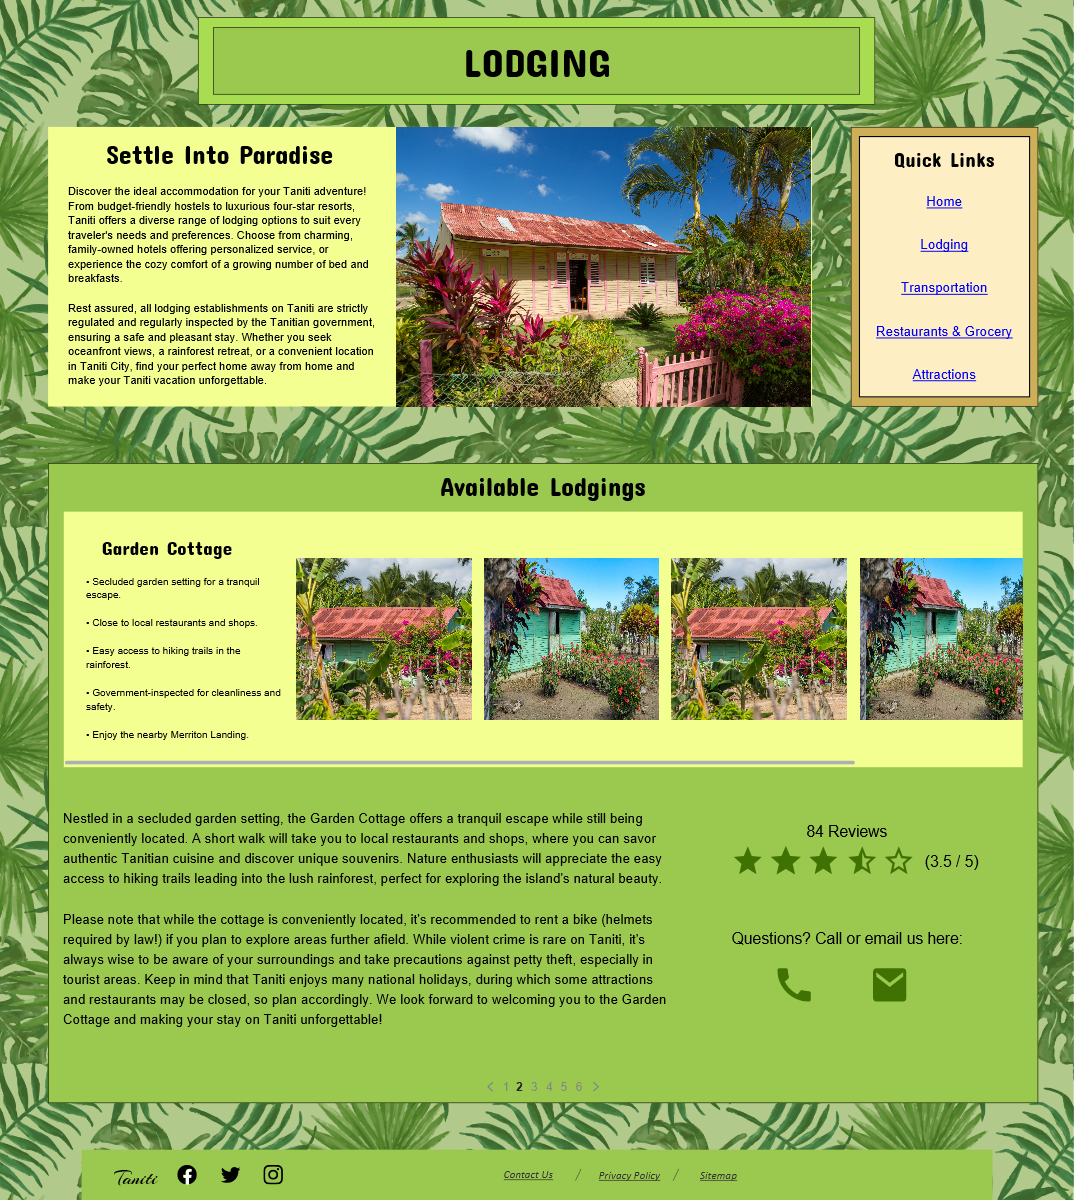 LODGING
Settle Into Paradise
Discover the ideal accommodation for your Taniti adventure!
From budget-friendly hostels to luxurious four-star resorts,
Taniti offers a diverse range of lodging options to suit every
traveler's needs and preferences. Choose from charming,
family-owned hotels offering personalized service, or
experience the cozy comfort of a growing number of bed and
breakfasts.
Rest assured, all lodging establishments on Taniti are strictly
regulated and regularly inspected by the Tanitian government,
ensuring a safe and pleasant stay. Whether you seek
oceanfront views, a rainforest retreat, or a convenient location
in Taniti City, find your perfect home away from home and
make your Taniti vacation unforgettable.
Quick Links
Home
Lodging
Transportation
Restaurants & Grocery
Attractions
Available Lodgings
Garden Cottage
• Secluded garden setting for a tranquil
escape.
• Close to local restaurants and shops.
• Easy access to hiking trails in the
rainforest.
• Government-inspected for cleanliness and
safety.
• Enjoy the nearby Merriton Landing.
Nestled in a secluded garden setting, the Garden Cottage offers a tranquil escape while still being
conveniently located. A short walk will take you to local restaurants and shops, where you can savor
authentic Tanitian cuisine and discover unique souvenirs. Nature enthusiasts will appreciate the easy
access to hiking trails leading into the lush rainforest, perfect for exploring the island's natural beauty.
Please note that while the cottage is conveniently located, it's recommended to rent a bike (helmets
required by law!) if you plan to explore areas further afield. While violent crime is rare on Taniti, it's
always wise to be aware of your surroundings and take precautions against petty theft, especially in
tourist areas. Keep in mind that Taniti enjoys many national holidays, during which some attractions
and restaurants may be closed, so plan accordingly. We look forward to welcoming you to the Garden
Cottage and making your stay on Taniti unforgettable!
84 Reviews
(3.5 / 5)
Questions? Call or email us here:
< 1 2 3 4 5 6 >
Taniti
Contact Us / Privacy Policy / Sitemap